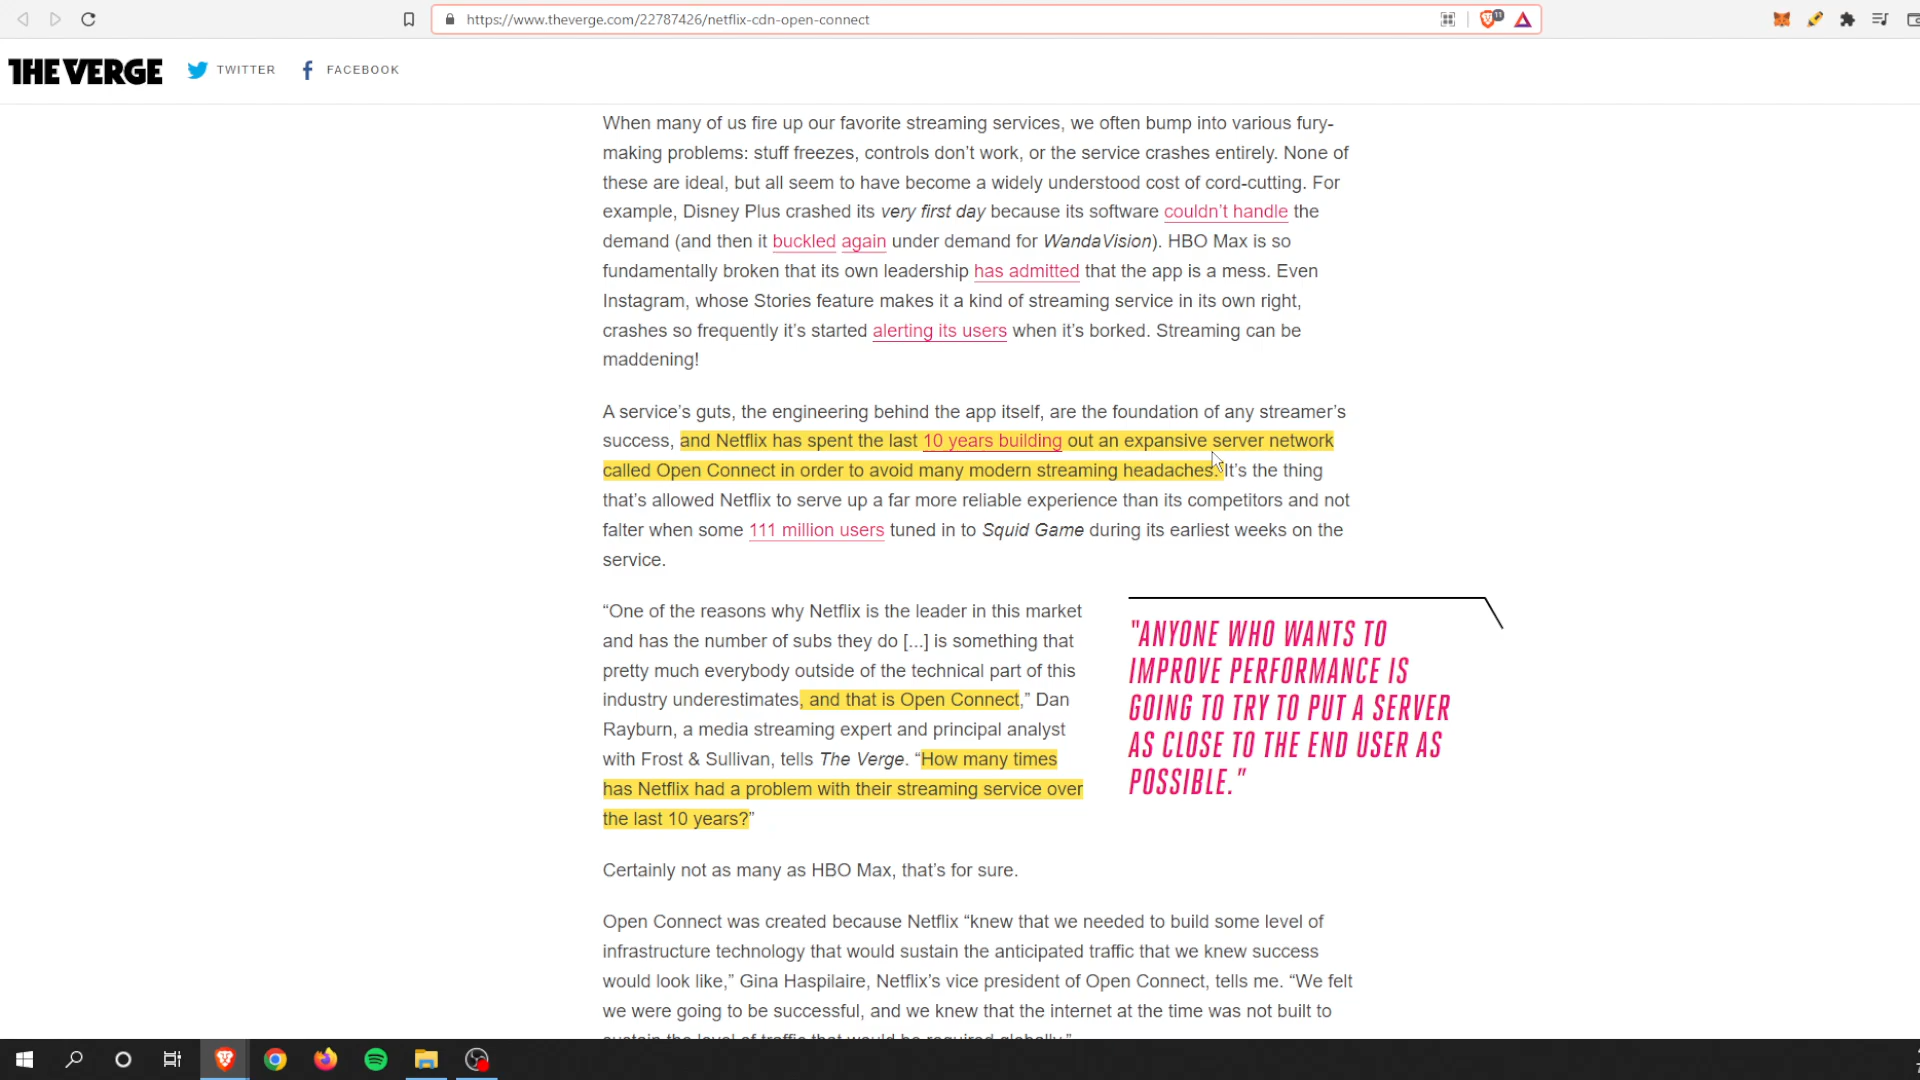 https://www.theverge.com/22787426/netflix-cdn-open-connect
11
THE VERGE
TWITTER
FACEBOOK
When many of us fire up our favorite streaming services, we often bump into various fury-
making problems: stuff freezes, controls don’t work, or the service crashes entirely. None of
these are ideal, but all seem to have become a widely understood cost of cord-cutting. For
example, Disney Plus crashed its very first day because its software couldn’t handle the
demand (and then it buckled again under demand for WandaVision). HBO Max is so
fundamentally broken that its own leadership has admitted that the app is a mess. Even
Instagram, whose Stories feature makes it a kind of streaming service in its own right,
crashes so frequently it’s started alerting its users when it’s borked. Streaming can be
maddening!
A service’s guts, the engineering behind the app itself, are the foundation of any streamer’s
success, and Netflix has spent the last 10 years building out an expansive server network
called Open Connect in order to avoid many modern streaming headaches. It’s the thing
that’s allowed Netflix to serve up a far more reliable experience than its competitors and not
falter when some 111 million users tuned in to Squid Game during its earliest weeks on the
service.
“One of the reasons why Netflix is the leader in this market
and has the number of subs they do [...] is something that
pretty much everybody outside of the technical part of this
industry underestimates, and that is Open Connect,” Dan
Rayburn, a media streaming expert and principal analyst
with Frost & Sullivan, tells The Verge. “How many times
has Netflix had a problem with their streaming service over
the last 10 years?”
"ANYONE WHO WANTS TO
IMPROVE PERFORMANCE IS
GOING TO TRY TO PUT A SERVER
AS CLOSE TO THE END USER AS
POSSIBLE."
Certainly not as many as HBO Max, that’s for sure.
Open Connect was created because Netflix “knew that we needed to build some level of
infrastructure technology that would sustain the anticipated traffic that we knew success
would look like,” Gina Haspilaire, Netflix’s vice president of Open Connect, tells me. “We felt
we were going to be successful, and we knew that the internet at the time was not built to
sustain the level of traffic that would be required globally.”